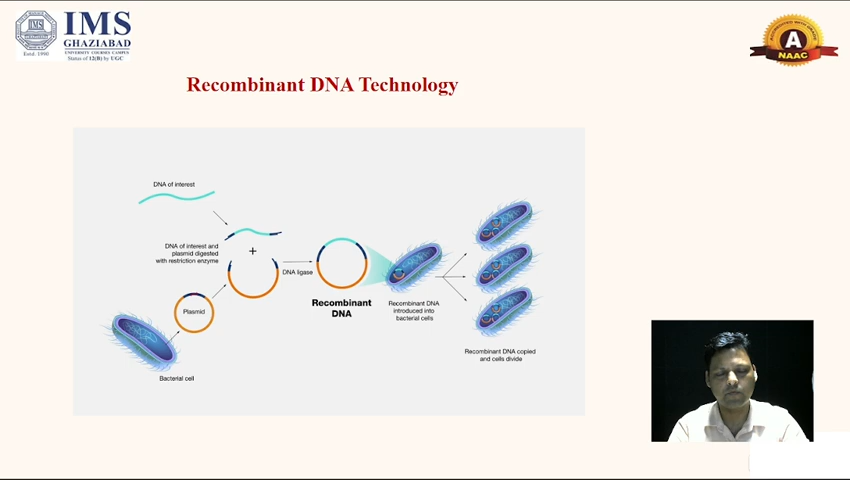 IMS
GHAZIABAD
UNIVERSITY COURSES CAMPUS
Estd. 1990
Status of 12(B) by UGC
A
NAAC
Recombinant DNA Technology
DNA of interest
DNA of interest and
plasmid digested
with restriction enzyme
+
DNA ligase
Plasmid
Bacterial cell
Recombinant
DNA
Recombinant DNA
introduced into
bacterial cells
Recombinant DNA copied
and cells divide